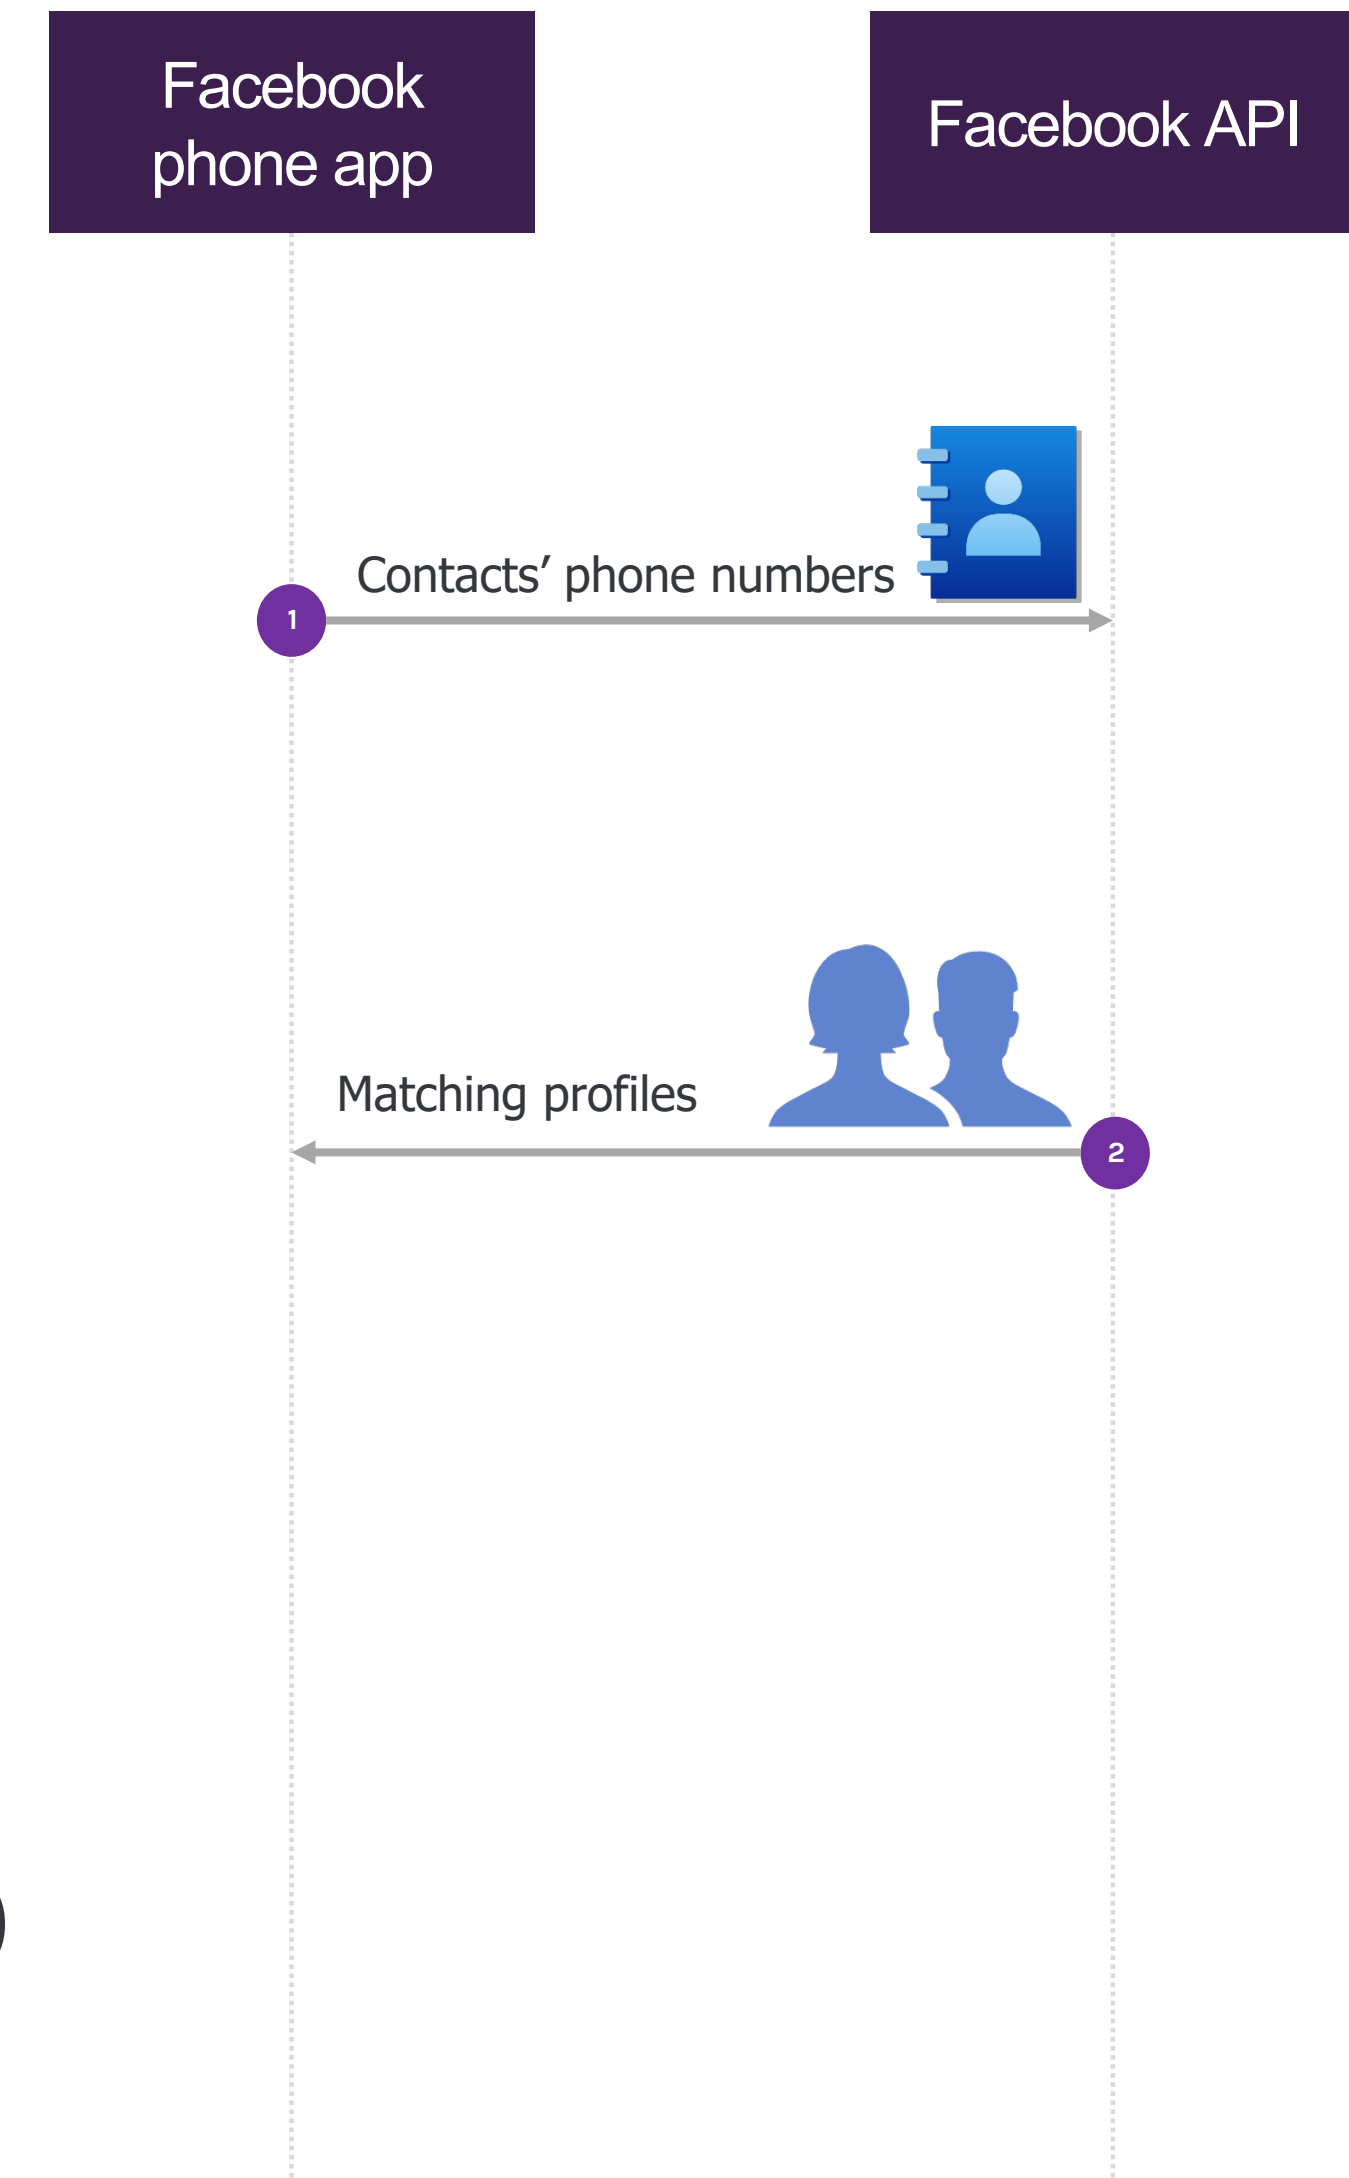 Facebook
phone app
Facebook API
Contacts’ phone numbers
1
Matching profiles
2